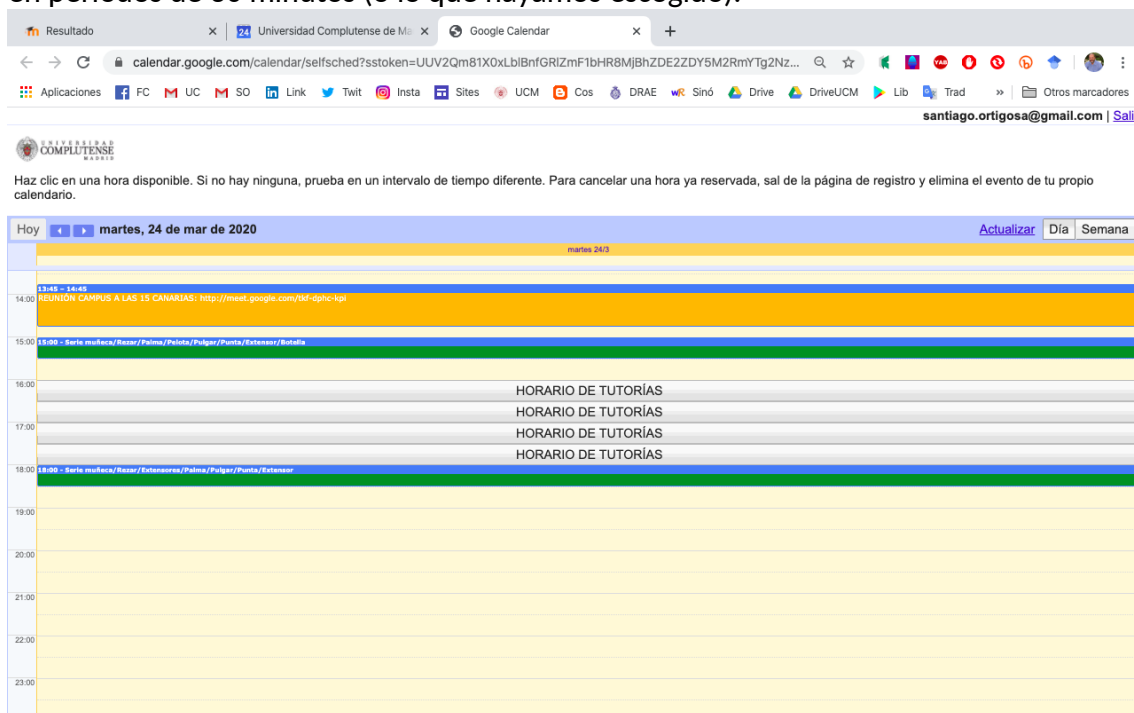 en periodos de 30 minutos (o lo que hayamos escogido).
Resultado
24 Universidad Complutense de Ma
Google Calendar
calendar.google.com/calendar/selfsched?sstoken=UUV2Qm81X0xLblBnfGRlZmF1bHR8MjBhZDE2ZDY5M2RmYTg2Nz...
Aplicaciones FC UC SO Link Twit Insta Sites UCM Cos DRAE WR Sinó Drive DriveUCM Lib Trad » Otros marcadores
santiago.ortigosa@gmail.com | Sali
UNIVERSIDAD
COMPLUTENSE
MADRID
Haz clic en una hora disponible. Si no hay ninguna, prueba en un intervalo de tiempo diferente. Para cancelar una hora ya reservada, sal de la página de registro y elimina el evento de tu propio
calendario.
Hoy martes, 24 de mar de 2020 Actualizar Día Semana
martes 24/3
13:45 – 14:45
14:00 REUNIÓN CAMPUS A LAS 15 CANARIAS: http://meet.google.com/tkf-dphc-kpi
15:00 15:00 - Serie muñeca/Rezar/Palma/Pelota/Pulgar/Punta/Extensor/Botella
16:00 HORARIO DE TUTORÍAS
HORARIO DE TUTORÍAS
17:00 HORARIO DE TUTORÍAS
HORARIO DE TUTORÍAS
18:00 18:00 - Serie muñeca/Rezar/Extensores/Palma/Pulgar/Punta/Extensor
19:00
20:00
21:00
22:00
23:00